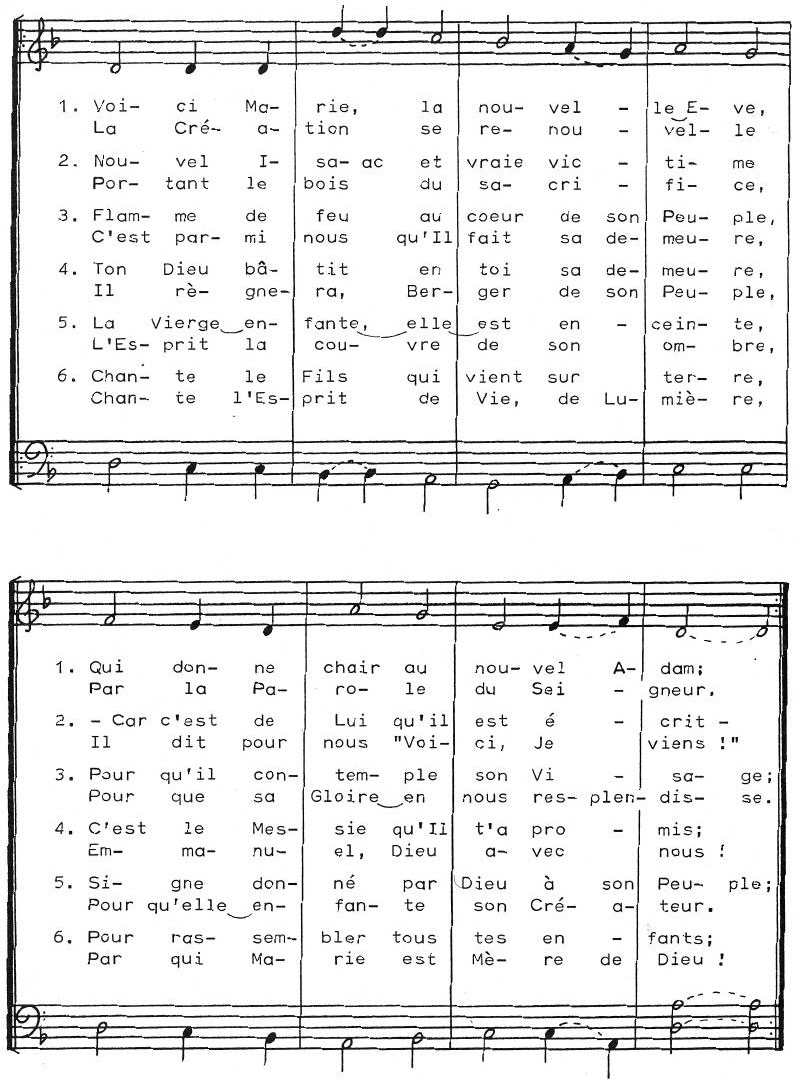 1. Voi- ci Ma- rie, la nou- vel - le E- ve,
La Cré- a- tion se re- nou - vel- le
2. Nou- vel I- sa- ac et vraie vic - ti- me
Por- tant le bois du sa- cri - fi- ce,
3. Flam- me de feu au coeur de son Peu- ple,
C'est par- mi nous qu'Il fait sa de- meu- re,
4. Ton Dieu bâ- tit en toi sa de- meu- re,
Il rè- gne- ra, Ber- ger de son Peu- ple,
5. La Vierge en- fante, elle est en - cein- te,
L'Es- prit la cou- vre de son om- bre,
6. Chan- te le Fils qui vient sur ter- re,
Chan- te l'Es- prit de Vie, de Lu- miè- re,
1. Qui don- ne chair au nou- vel A- dam;
Par la Pa- ro- le du Sei - gneur.
2. - Car c'est de Lui qu'il est é - crit -
Il dit pour nous "Voi- ci, Je viens !"
3. Pour qu'il con- tem- ple son Vi - sa- ge;
Pour que sa Gloire en nous res- plen- dis- se.
4. C'est le Mes- sie qu'Il t'a pro - mis;
Em- ma- nu- el, Dieu a- vec nous !
5. Si- gne don- né par Dieu à son Peu- ple;
Pour qu'elle en- fan- te son Cré- a- teur.
6. Pour ras- sem- bler tous tes en - fants;
Par qui Ma- rie est Mè- re de Dieu !